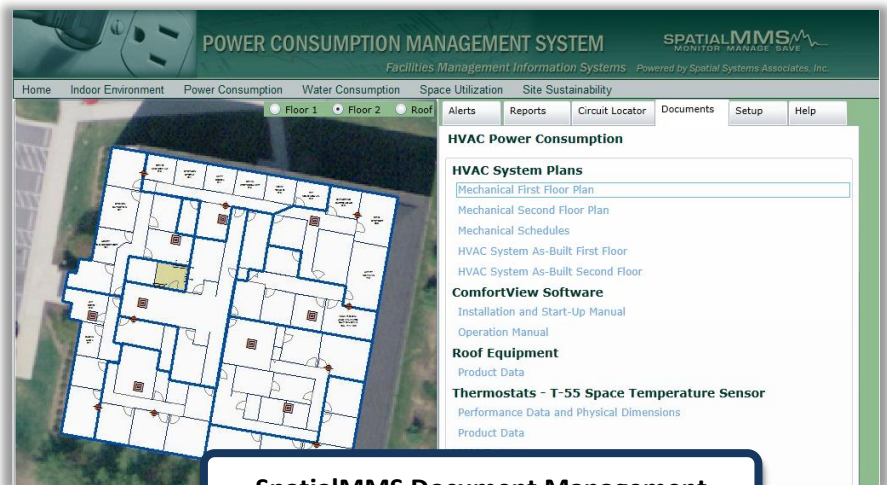 POWER CONSUMPTION MANAGEMENT SYSTEM
SPATIALMMS
MONITOR MANAGE SAVE
Facilities Management Information Systems Powered by Spatial Systems Associates, Inc.
Home Indoor Environment Power Consumption Water Consumption Space Utilization Site Sustainability
Floor 1 Floor 2 Roof
Alerts Reports Circuit Locator Documents Setup Help
HVAC Power Consumption
HVAC System Plans
Mechanical First Floor Plan
Mechanical Second Floor Plan
Mechanical Schedules
HVAC System As-Built First Floor
HVAC System As-Built Second Floor
ComfortView Software
Installation and Start-Up Manual
Operation Manual
Roof Equipment
Product Data
Thermostats - T-55 Space Temperature Sensor
Performance Data and Physical Dimensions
Product Data
SpatialMMS Document Management